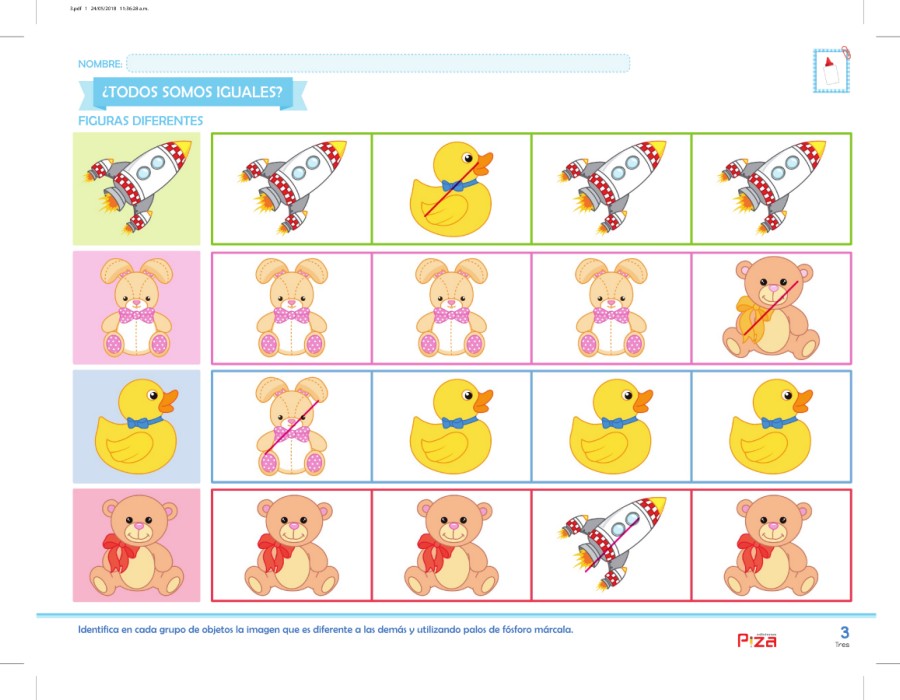 3.pdf 1 24/05/2018 11:36:28 a.m.
NOMBRE:
¿TODOS SOMOS IGUALES?
FIGURAS DIFERENTES
Identifica en cada grupo de objetos la imagen que es diferente a las demás y utilizando palos de fósforo márcala.
Piza
3
Tres